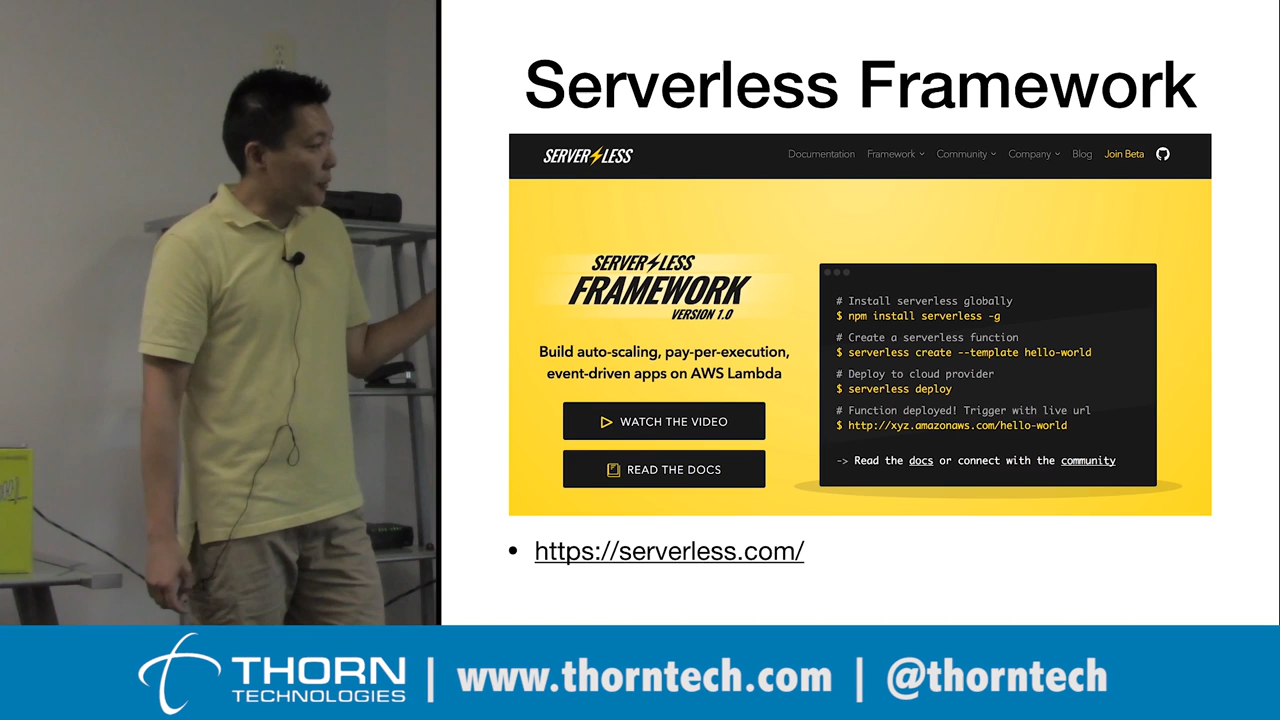 Serverless Framework
SERVERLESS
Documentation Framework Community Company Blog Join Beta
SERVERLESS
FRAMEWORK
VERSION 1.0
Build auto-scaling, pay-per-execution,
event-driven apps on AWS Lambda
WATCH THE VIDEO
READ THE DOCS
# Install serverless globally
$ npm install serverless -g
# Create a serverless function
$ serverless create --template hello-world
# Deploy to cloud provider
$ serverless deploy
# Function deployed! Trigger with live url
$ http://xyz.amazonaws.com/hello-world
-> Read the docs or connect with the community
• https://serverless.com/
THORN
TECHNOLOGIES
| www.thorntech.com | @thorntech